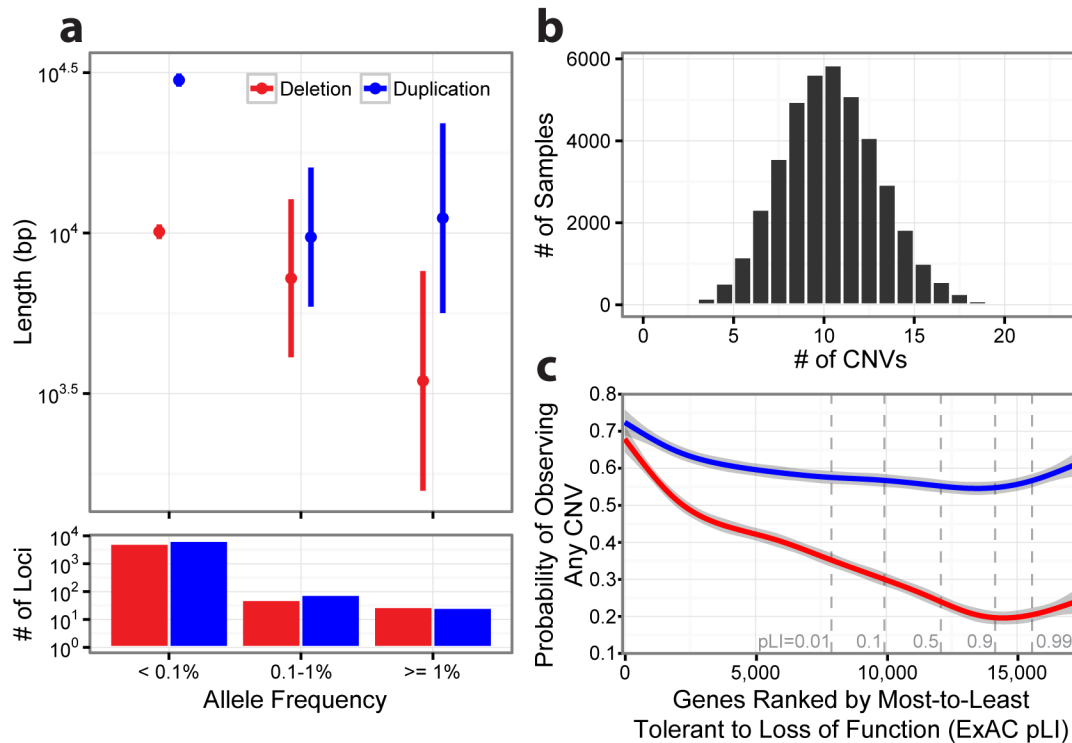 a
10^4.5
10^4
10^3.5
Length (bp)
Deletion
Duplication
10^4
10^3
10^2
10^1
10^0
# of Loci
< 0.1%
0.1-1%
>= 1%
Allele Frequency
b
6000
4000
2000
0
# of Samples
0
5
10
15
20
# of CNVs
c
0.8
0.7
0.6
0.5
0.4
0.3
0.2
0.1
Probability of Observing
Any CNV
pLI=0.01
0.1
0.5
0.9
0.99
0
5,000
10,000
15,000
Genes Ranked by Most-to-Least
Tolerant to Loss of Function (ExAC pLI)